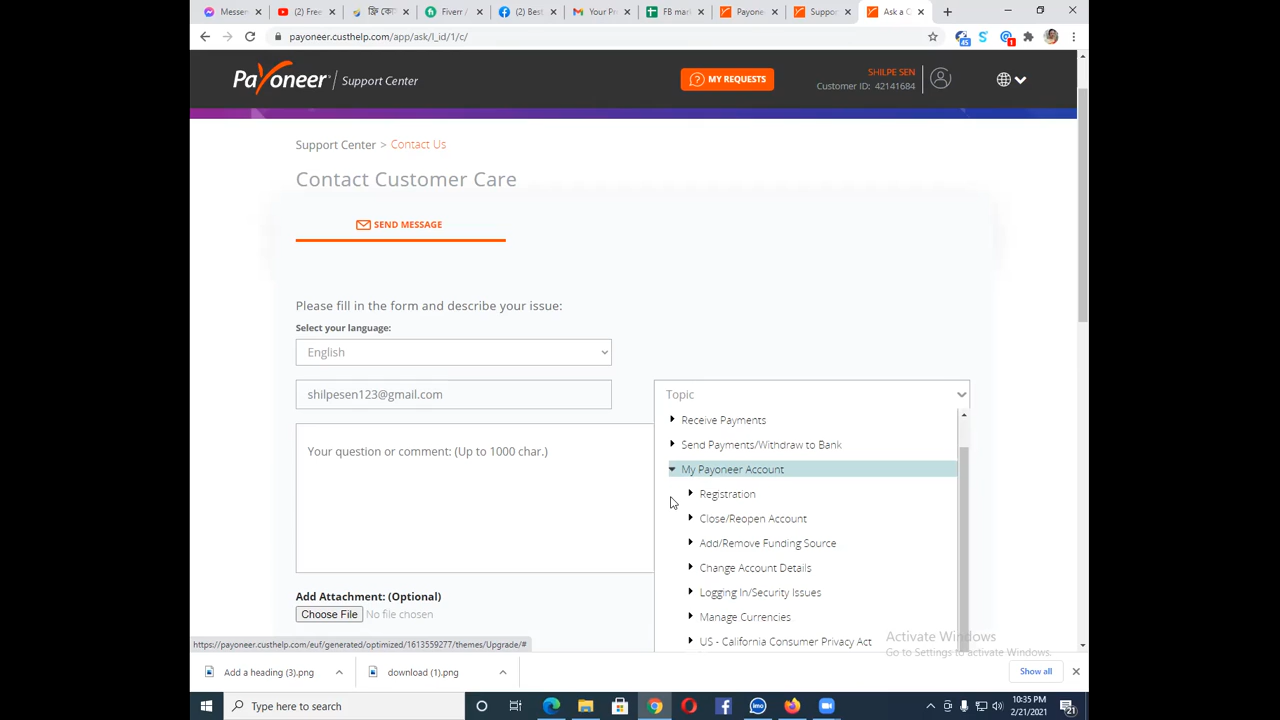 Messen
(2) Free
ফ্রি কো
Fiverr /
(2) Best
Your Pr
FB mark
Payone
Suppor
Ask a C
payoneer.custhelp.com/app/ask/l_id/1/c/
45
1
Payoneer | Support Center
MY REQUESTS
SHILPE SEN
Customer ID: 42141684
Support Center > Contact Us
Contact Customer Care
SEND MESSAGE
Please fill in the form and describe your issue:
Select your language:
English
shilpesen123@gmail.com
Topic
Receive Payments
Your question or comment: (Up to 1000 char.)
Send Payments/Withdraw to Bank
My Payoneer Account
Registration
Close/Reopen Account
Add/Remove Funding Source
Change Account Details
Logging In/Security Issues
Manage Currencies
US - California Consumer Privacy Act
Add Attachment: (Optional)
Choose File No file chosen
Activate Windows
Go to Settings to activate Windows.
https://payoneer.custhelp.com/euf/generated/optimized/1613559277/themes/Upgrade/#
Add a heading (3).png
download (1).png
Show all
Type here to search
imo
10:35 PM
2/21/2021
21